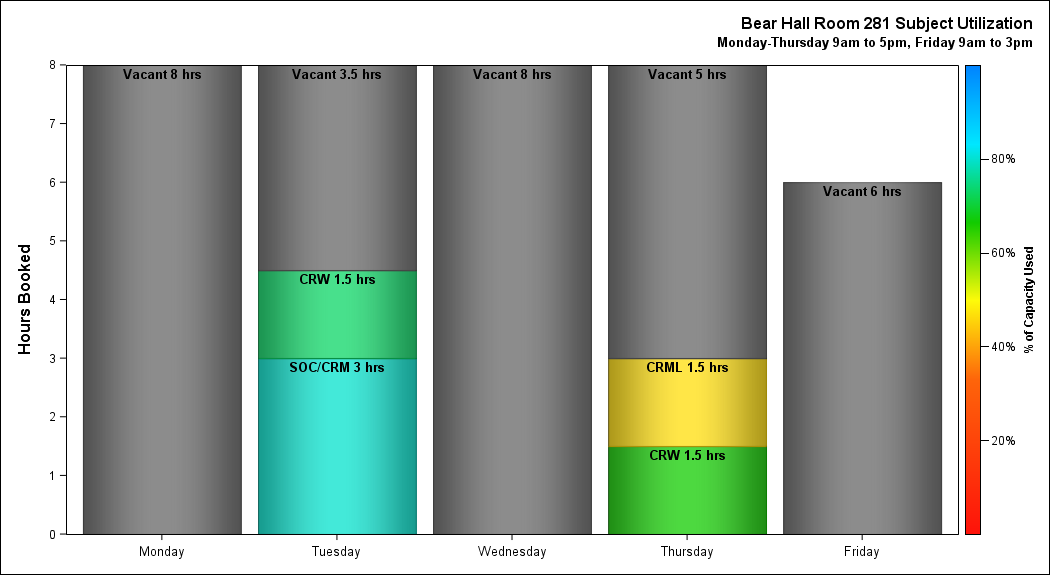 Bear Hall Room 281 Subject Utilization
Monday-Thursday 9am to 5pm, Friday 9am to 3pm
Hours Booked
8
7
6
5
4
3
2
1
0
Vacant 8 hrs
Vacant 3.5 hrs
CRW 1.5 hrs
SOC/CRM 3 hrs
Vacant 8 hrs
Vacant 5 hrs
CRML 1.5 hrs
CRW 1.5 hrs
Vacant 6 hrs
Monday
Tuesday
Wednesday
Thursday
Friday
80%
60%
40%
20%
% of Capacity Used